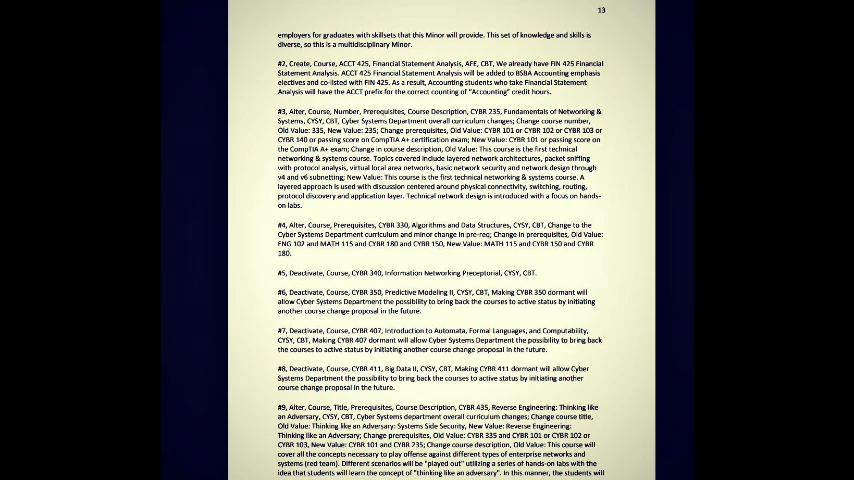 13
employers for graduates with skillsets that this Minor will provide. This set of knowledge and skills is
diverse, so this is a multidisciplinary Minor.
#2, Create, Course, ACCT 425, Financial Statement Analysis, AFE, CBT, We already have FIN 425 Financial
Statement Analysis. ACCT 425 Financial Statement Analysis will be added to BSBA Accounting emphasis
electives and co-listed with FIN 425. As a result, Accounting students who take Financial Statement
Analysis will have the ACCT prefix for the correct counting of "Accounting" credit hours.
#3, Alter, Course, Number, Prerequisites, Course Description, CYBR 235, Fundamentals of Networking &
Systems, CYSY, CBT, Cyber Systems Department overall curriculum changes; Change course number,
Old Value: 335, New Value: 235; Change prerequisites, Old Value: CYBR 101 or CYBR 102 or CYBR 103 or
CYBR 140 or passing score on CompTIA A+ certification exam; New Value: CYBR 101 or passing score on
the CompTIA A+ exam; Change in course description, Old Value: This course is the first technical
networking & systems course. Topics covered include layered network architectures, packet sniffing
with protocol analysis, virtual local area networks, basic network security and network design through
v4 and v6 subnetting; New Value: This course is the first technical networking & systems course. A
layered approach is used with discussion centered around physical connectivity, switching, routing,
protocol discovery and application layer. Technical network design is introduced with a focus on hands-
on labs.
#4, Alter, Course, Prerequisites, CYBR 330, Algorithms and Data Structures, CYSY, CBT, Change to the
Cyber Systems Department curriculum and minor change in pre-req; Change in prerequisites, Old Value:
ENG 102 and MATH 115 and CYBR 180 and CYBR 150, New Value: MATH 115 and CYBR 150 and CYBR
180.
#5, Deactivate, Course, CYBR 340, Information Networking Preceptorial, CYSY, CBT.
#6, Deactivate, Course, CYBR 350, Predictive Modeling II, CYSY, CBT, Making CYBR 350 dormant will
allow Cyber Systems Department the possibility to bring back the courses to active status by initiating
another course change proposal in the future.
#7, Deactivate, Course, CYBR 407, Introduction to Automata, Formal Languages, and Computability,
CYSY, CBT, Making CYBR 407 dormant will allow Cyber Systems Department the possibility to bring back
the courses to active status by initiating another course change proposal in the future.
#8, Deactivate, Course, CYBR 411, Big Data II, CYSY, CBT, Making CYBR 411 dormant will allow Cyber
Systems Department the possibility to bring back the courses to active status by initiating another
course change proposal in the future.
#9, Alter, Course, Title, Prerequisites, Course Description, CYBR 435, Reverse Engineering: Thinking like
an Adversary, CYSY, CBT, Cyber Systems department overall curriculum changes; Change course title,
Old Value: Thinking like an Adversary: Systems Side Security, New Value: Reverse Engineering:
Thinking like an Adversary; Change prerequisites, Old Value: CYBR 335 and CYBR 101 or CYBR 102 or
CYBR 103, New Value: CYBR 101 and CYBR 235; Change course description, Old Value: This course will
cover all the concepts necessary to play offense against different types of enterprise networks and
systems (red team). Different scenarios will be "played out" utilizing a series of hands-on labs with the
idea that students will learn the concept of "thinking like an adversary". In this manner, the students will